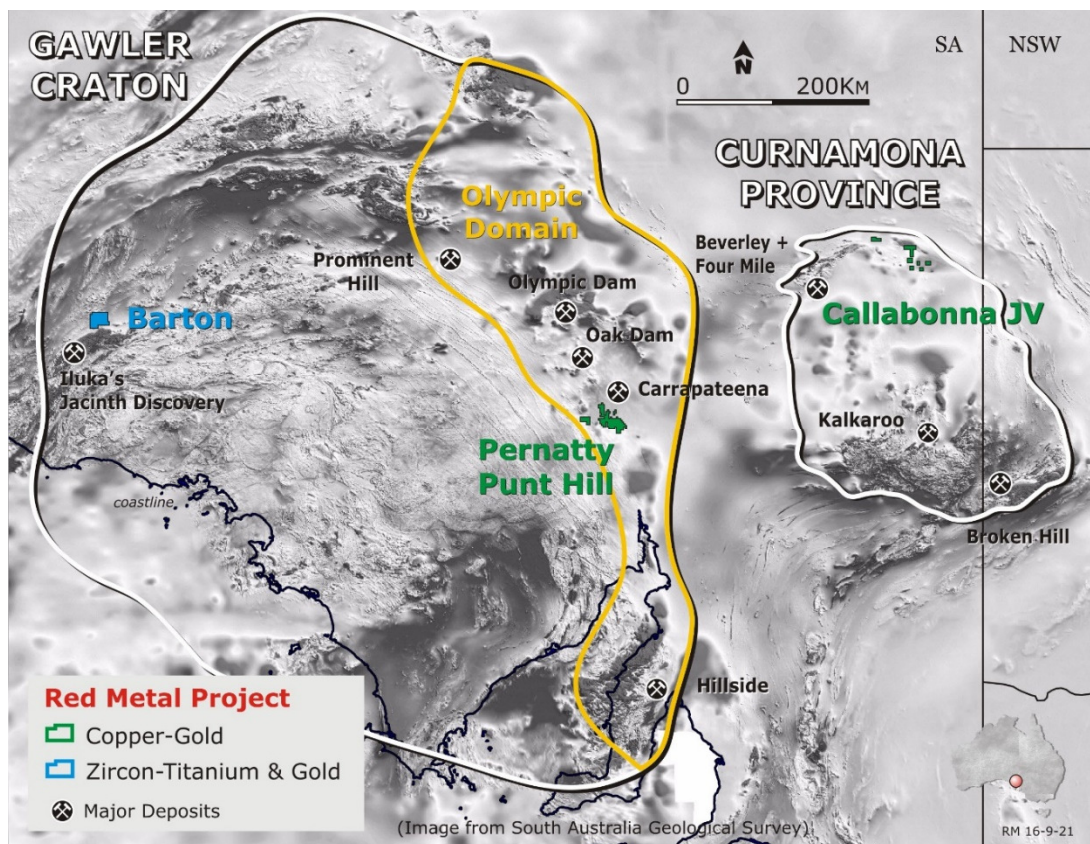 GAWLER
CRATON
N
0 200KM
SA NSW
CURNAMONA
PROVINCE
Olympic
Domain
Prominent
Hill
Olympic Dam
Oak Dam
Carrapateena
Beverley +
Four Mile
Callabonna JV
Barton
Iluka's
Jacinth Discovery
Pernatty
Punt Hill
Kalkaroo
Broken Hill
coastline
Hillside
Red Metal Project
Copper-Gold
Zircon-Titanium & Gold
Major Deposits
(Image from South Australia Geological Survey)
RM 16-9-21